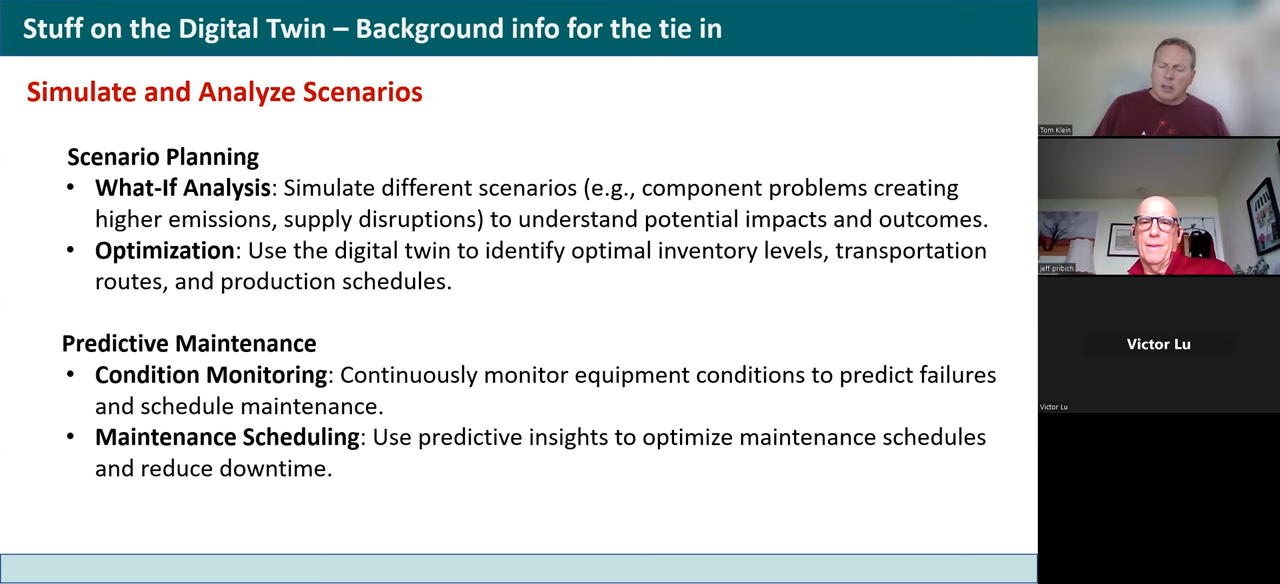 Stuff on the Digital Twin – Background info for the tie in
Simulate and Analyze Scenarios
Scenario Planning
• What-If Analysis: Simulate different scenarios (e.g., component problems creating
higher emissions, supply disruptions) to understand potential impacts and outcomes.
• Optimization: Use the digital twin to identify optimal inventory levels, transportation
routes, and production schedules.
Predictive Maintenance
• Condition Monitoring: Continuously monitor equipment conditions to predict failures
and schedule maintenance.
• Maintenance Scheduling: Use predictive insights to optimize maintenance schedules
and reduce downtime.
Tom Klein
jeff pribich
Victor Lu
Victor Lu